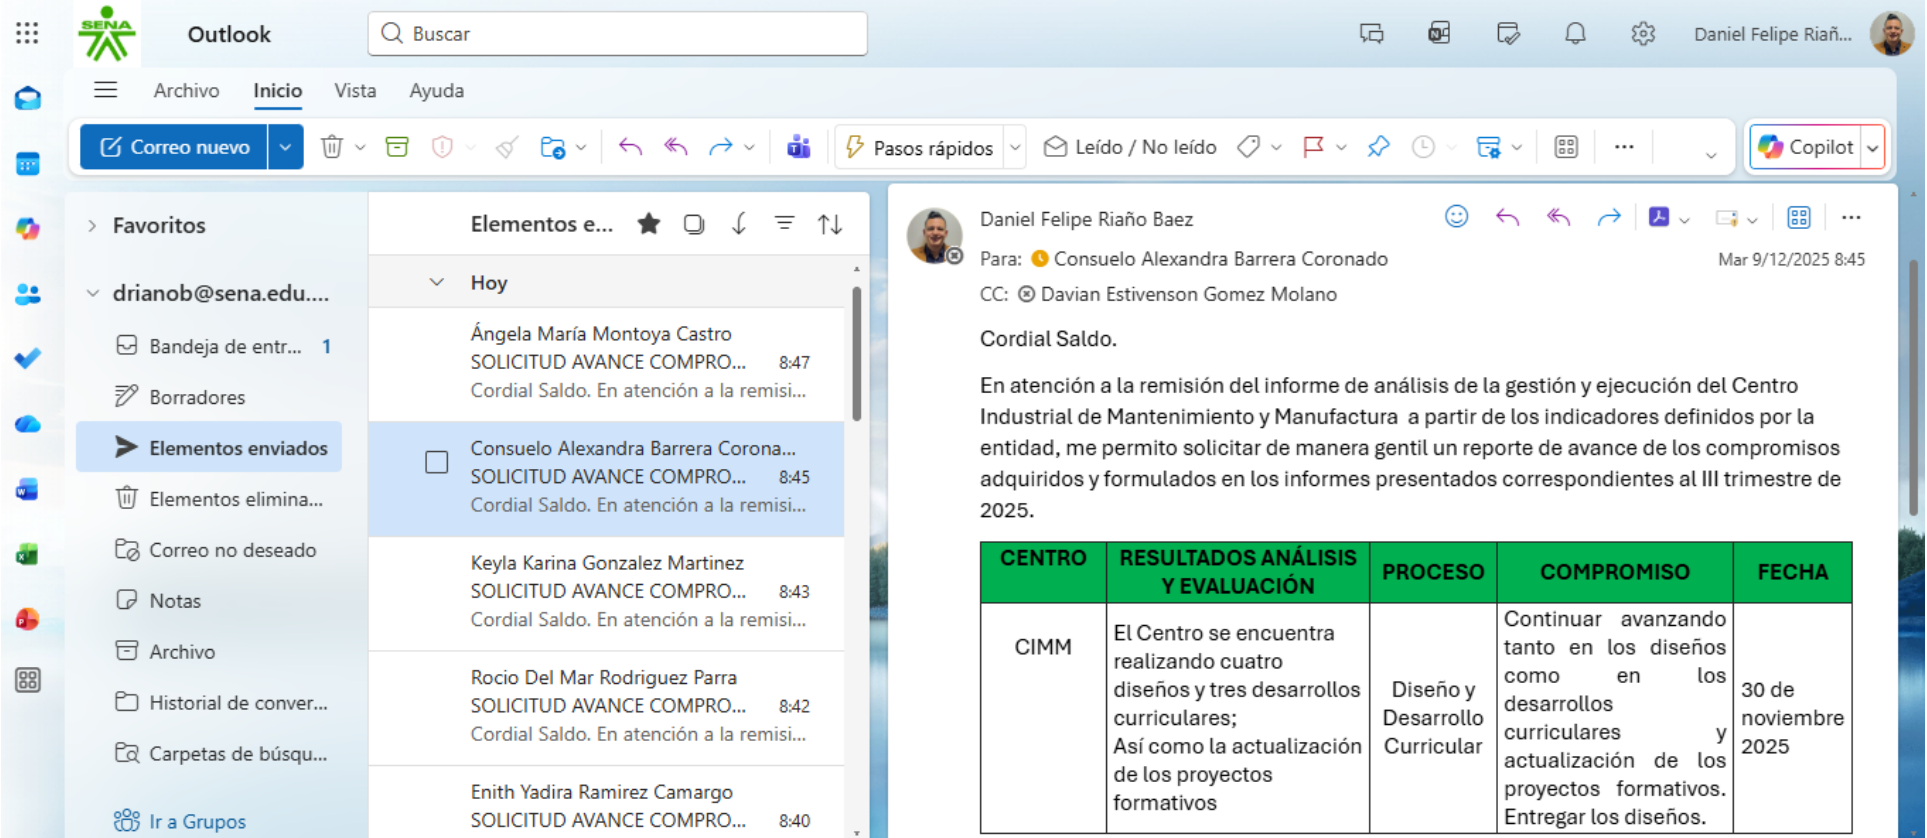 SENA
Outlook
Buscar
Daniel Felipe Riañ...
Archivo
Inicio
Vista
Ayuda
Correo nuevo
Pasos rápidos
Leído / No leído
...
Copilot
Favoritos
drianob@sena.edu....
Bandeja de entr... 1
Borradores
Elementos enviados
Elementos elimina...
Correo no deseado
Notas
Archivo
Historial de conver...
Carpetas de búsqu...
Ir a Grupos
Elementos e...
Hoy
Ángela María Montoya Castro
SOLICITUD AVANCE COMPRO... 8:47
Cordial Saldo. En atención a la remisi...
Consuelo Alexandra Barrera Corona...
SOLICITUD AVANCE COMPRO... 8:45
Cordial Saldo. En atención a la remisi...
Keyla Karina Gonzalez Martinez
SOLICITUD AVANCE COMPRO... 8:43
Cordial Saldo. En atención a la remisi...
Rocio Del Mar Rodriguez Parra
SOLICITUD AVANCE COMPRO... 8:42
Cordial Saldo. En atención a la remisi...
Enith Yadira Ramirez Camargo
SOLICITUD AVANCE COMPRO... 8:40
Daniel Felipe Riaño Baez
Para: Consuelo Alexandra Barrera Coronado
Mar 9/12/2025 8:45
CC: Davian Estivenson Gomez Molano
Cordial Saldo.
En atención a la remisión del informe de análisis de la gestión y ejecución del Centro
Industrial de Mantenimiento y Manufactura a partir de los indicadores definidos por la
entidad, me permito solicitar de manera gentil un reporte de avance de los compromisos
adquiridos y formulados en los informes presentados correspondientes al III trimestre de
2025.
CENTRO
RESULTADOS ANÁLISIS
Y EVALUACIÓN
PROCESO
COMPROMISO
FECHA
CIMM
El Centro se encuentra
realizando cuatro
diseños y tres desarrollos
curriculares;
Así como la actualización
de los proyectos
formativos
Diseño y
Desarrollo
Curricular
Continuar avanzando
tanto en los diseños
como en los
desarrollos
curriculares y
actualización de los
proyectos formativos.
Entregar los diseños.
30 de
noviembre
2025